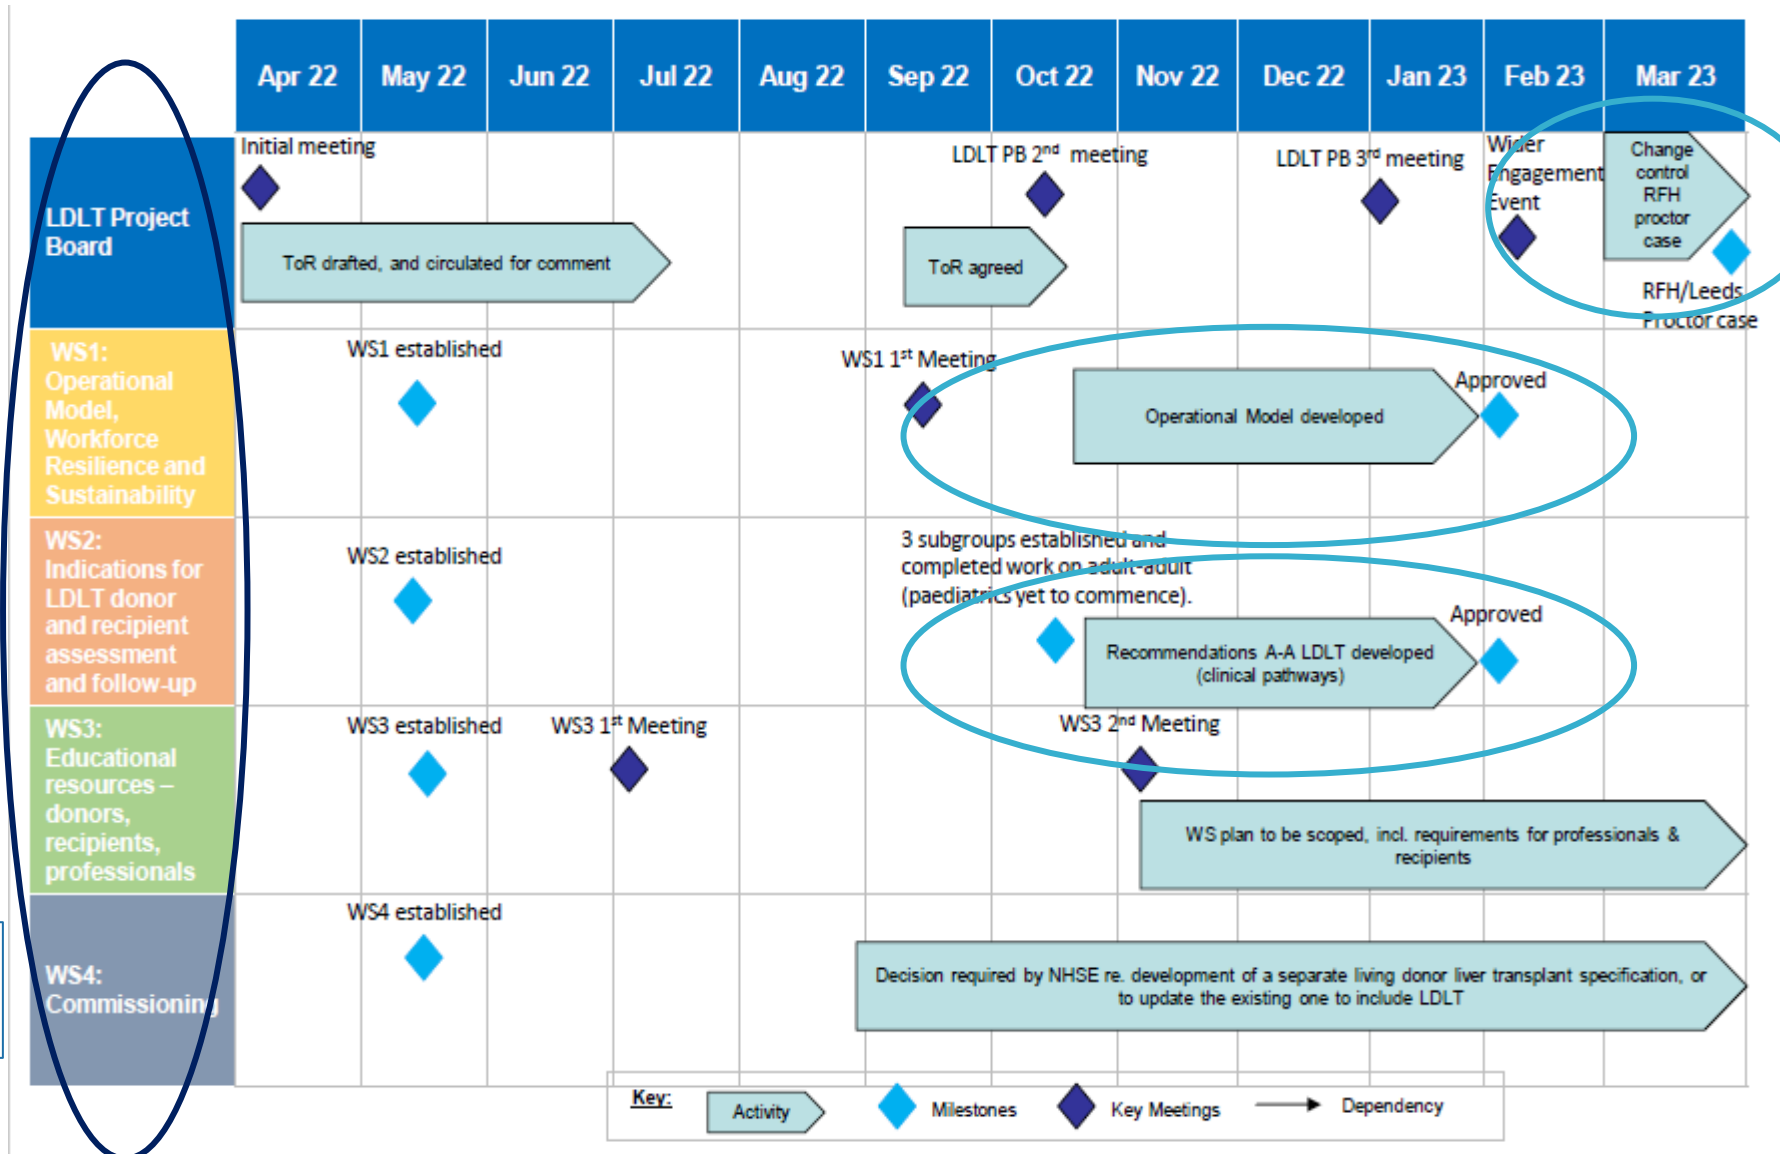 Apr 22
May 22
Jun 22
Jul 22
Aug 22
Sep 22
Oct 22
Nov 22
Dec 22
Jan 23
Feb 23
Mar 23
LDLT Project
Board
Initial meeting
ToR drafted, and circulated for comment
ToR agreed
LDLT PB 2nd meeting
LDLT PB 3rd meeting
Wider
Engagement
Event
Change
control
RFH
proctor
case
RFH/Leeds
Proctor case
WS1:
Operational
Model,
Workforce
Resilience and
Sustainability
WS1 established
WS1 1st Meeting
Operational Model developed
Approved
WS2:
Indications for
LDLT donor
and recipient
assessment
and follow-up
WS2 established
3 subgroups established and
completed work on adult-adult
(paediatrics yet to commence).
Recommendations A-A LDLT developed
(clinical pathways)
Approved
WS3:
Educational
resources –
donors,
recipients,
professionals
WS3 established
WS3 1st Meeting
WS3 2nd Meeting
WS plan to be scoped, incl. requirements for professionals &
recipients
WS4:
Commissioning
WS4 established
Decision required by NHSE re. development of a separate living donor liver transplant specification, or
to update the existing one to include LDLT
Key:
Activity
Milestones
Key Meetings
Dependency